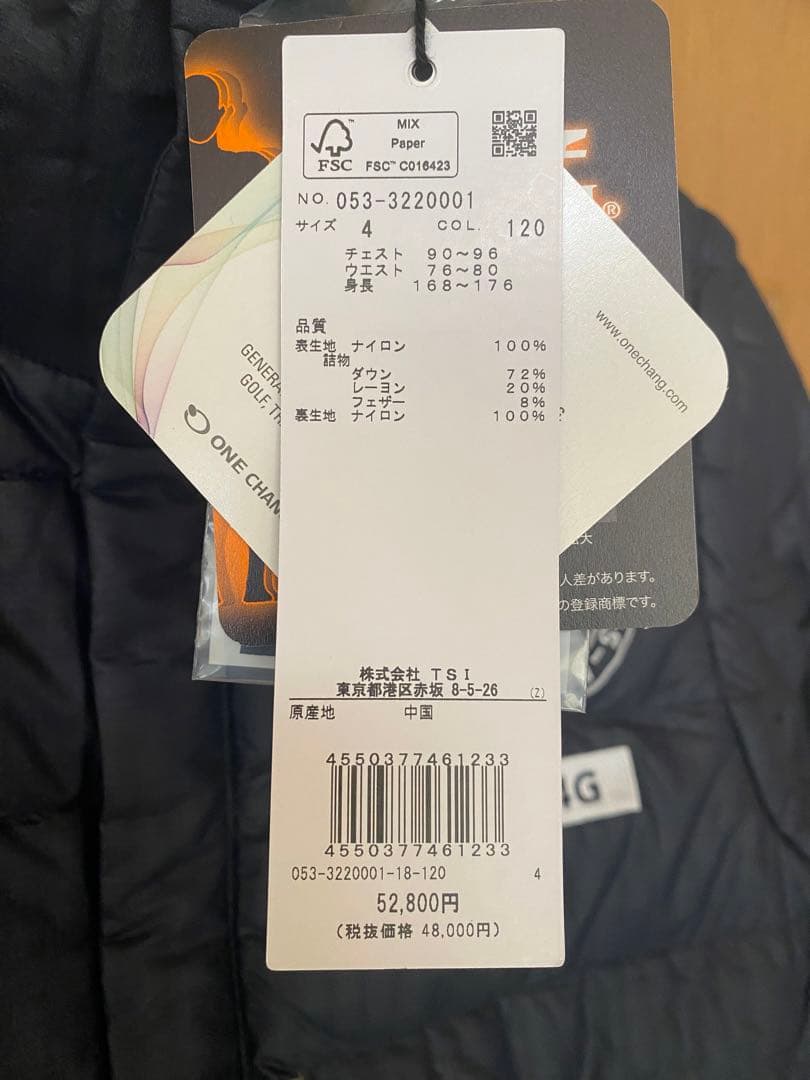 MIX
Paper
FSC™ C016423
FSC
NO. 053-3220001
サイズ 4 COL. 120
チェスト 90～96
ウエスト 76～80
身長 168～176
品質
表生地 ナイロン 100%
詰物
ダウン 72%
レーヨン 20%
フェザー 8%
裏生地 ナイロン 100%
株式会社 TSI
東京都港区赤坂 8-5-26 (Z)
原産地 中国
4550377461233
4550377461233
053-3220001-18-120 4
52,800円
(税抜価格 48,000円)
www.onechang.com
GOLF,
ONE
人差があります。
の登録商標です。
4G